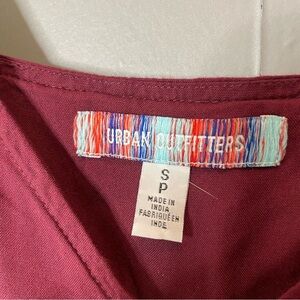 URBAN OUTFITTERS
S
P
MADE IN
INDIA
FABRIQUÉ EN
INDE